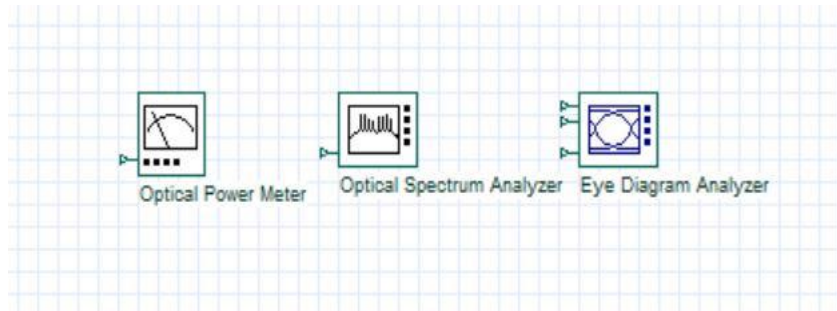 Optical Power Meter
Optical Spectrum Analyzer
Eye Diagram Analyzer